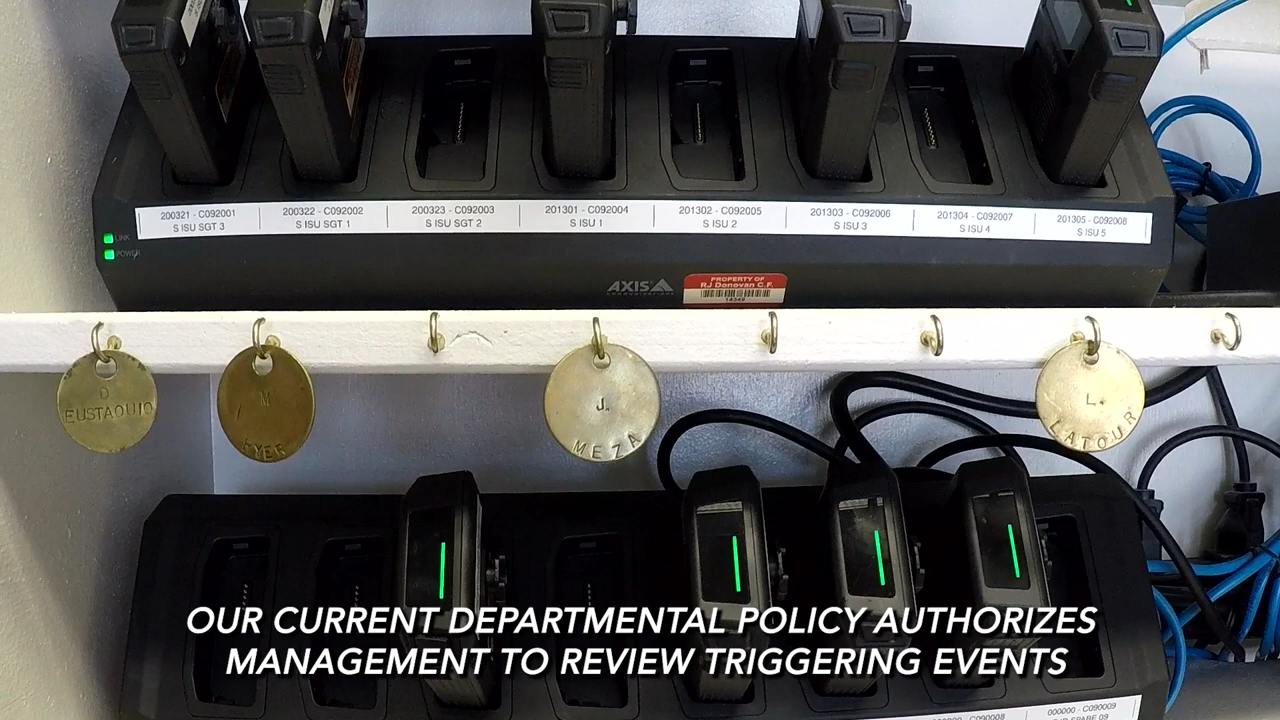 200321 - C092001
S ISU SGT 3
200322 - C092002
S ISU SGT 1
200323 - C092003
S ISU SGT 2
201301 - C092004
S ISU 1
201302 - C092005
S ISU 2
201303 - C092006
S ISU 3
201304 - C092007
S ISU 4
201305 - C092008
S ISU 5
LINK
POWER
AXIS
COMMUNICATIONS
PROPERTY OF
RJ Donovan C.F.
14349
D
EUSTAQUIO
M
HYER
J.
MEZA
L.
LATOUR
OUR CURRENT DEPARTMENTAL POLICY AUTHORIZES
MANAGEMENT TO REVIEW TRIGGERING EVENTS
000000 - C090009